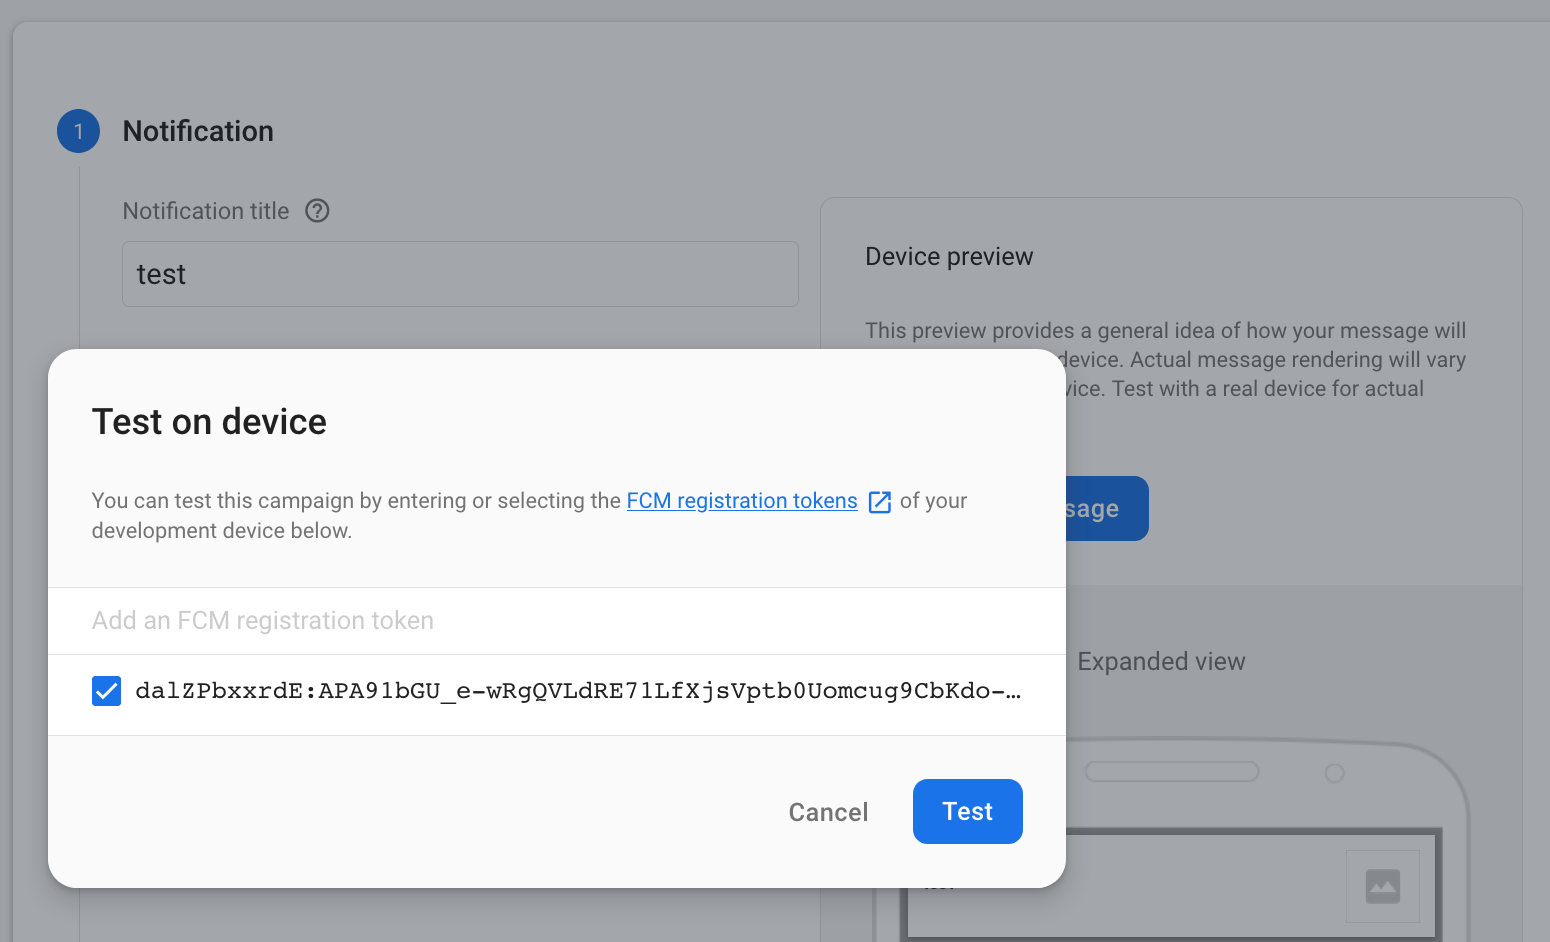 1 Notification
Notification title
test
Device preview
This preview provides a general idea of how your message will
device. Actual message rendering will vary
vice. Test with a real device for actual
sage
Test on device
You can test this campaign by entering or selecting the FCM registration tokens of your
development device below.
Add an FCM registration token
dalZPbxxrdE:APA91bGU_e-wRgQVLdRE71LfXjsVptb0Uomcug9CbKdo-…
Cancel Test
Expanded view